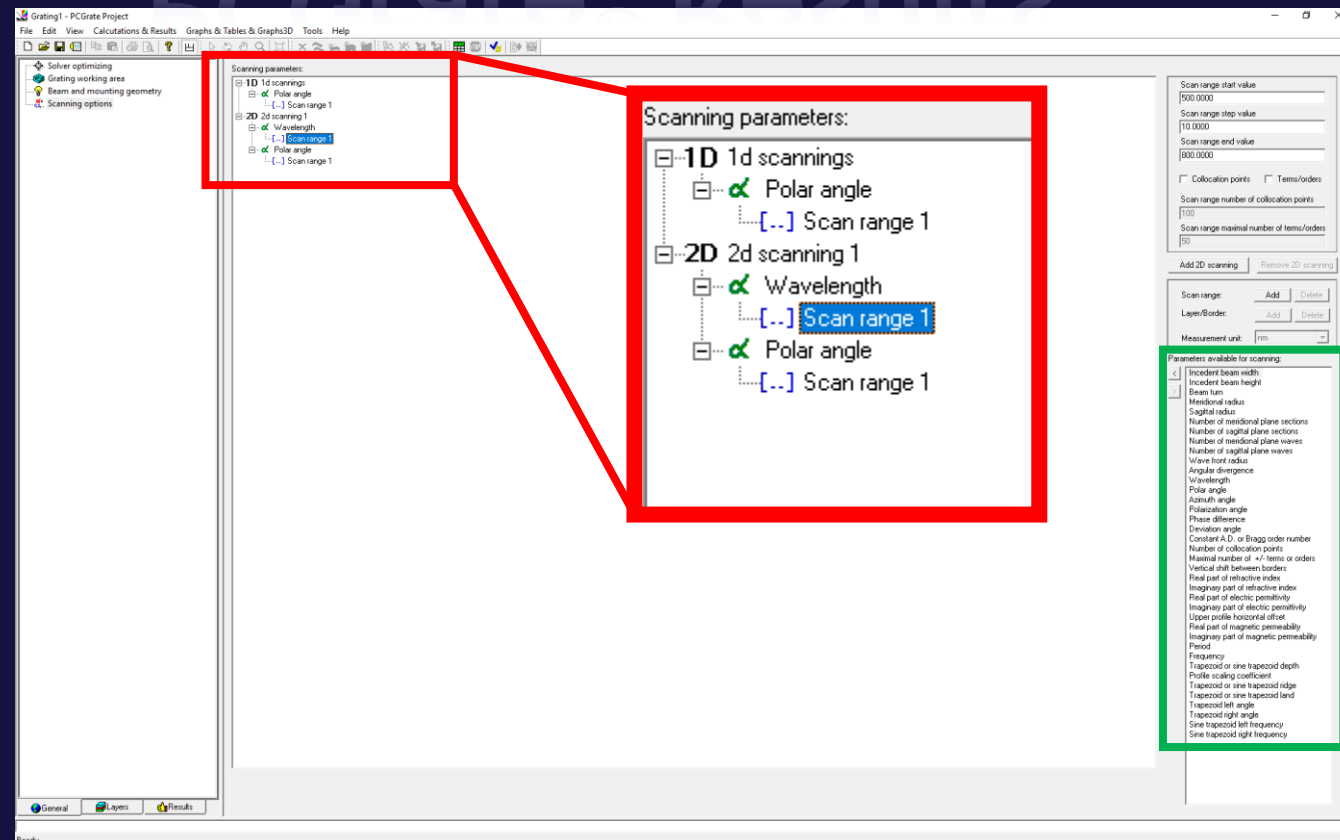 Grating1 - PCGrate Project
File Edit View Calculations & Results Graphs & Tables & Graphs3D Tools Help
Solver optimizing
Grating working area
Beam and mounting geometry
Scanning options
Scanning parameters:
1D 1d scannings
α Polar angle
[..] Scan range 1
2D 2d scanning 1
α Wavelength
[..] Scan range 1
α Polar angle
[..] Scan range 1
Scanning parameters:
1D 1d scannings
α Polar angle
[..] Scan range 1
2D 2d scanning 1
α Wavelength
[..] Scan range 1
α Polar angle
[..] Scan range 1
Scan range start value
500.0000
Scan range step value
10.0000
Scan range end value
800.0000
Collocation points Terms/orders
Scan range number of collocation points
100
Scan range maximal number of terms/orders
50
Add 2D scanning Remove 2D scanning
Scan range: Add Delete
Layer/Border: Add Delete
Measurement unit: nm
Parameters available for scanning:
< Incedent beam width
Incedent beam height
> Beam turn
Meridional radius
Sagittal radius
Number of meridional plane sections
Number of sagittal plane sections
Number of meridional plane waves
Number of sagittal plane waves
Wave front radius
Angular divergence
Wavelength
Polar angle
Azimuth angle
Polarization angle
Phase difference
Deviation angle
Constant A.D. or Bragg order number
Number of collocation points
Maximal number of +/- terms or orders
Vertical shift between borders
Real part of refractive index
Imaginary part of refractive index
Real part of electric permittivity
Imaginary part of electric permittivity
Upper profile horizontal offset
Real part of magnetic permeability
Imaginary part of magnetic permeability
Period
Frequency
Trapezoid or sine trapezoid depth
Profile scaling coefficient
Trapezoid or sine trapezoid ridge
Trapezoid or sine trapezoid land
Trapezoid left angle
Trapezoid right angle
Sine trapezoid left frequency
Sine trapezoid right frequency
General Layers Results
Ready